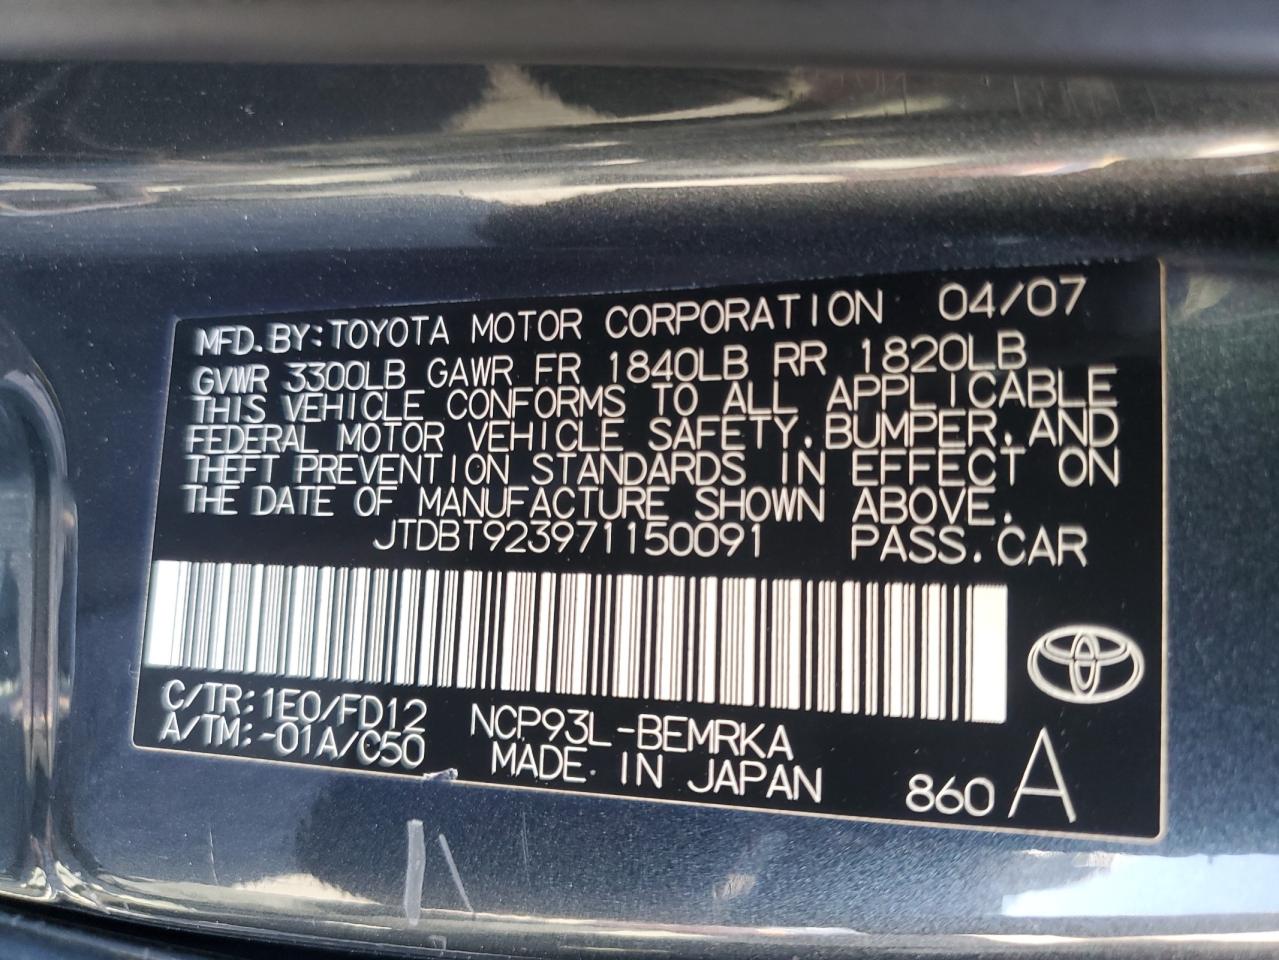 MFD.BY:TOYOTA MOTOR CORPORATION 04/07
GVWR 3300LB GAWR FR 1840LB RR 1820LB
THIS VEHICLE CONFORMS TO ALL APPLICABLE
FEDERAL MOTOR VEHICLE SAFETY,BUMPER,AND
THEFT PREVENTION STANDARDS IN EFFECT ON
THE DATE OF MANUFACTURE SHOWN ABOVE.
JTDBT923971150091 PASS.CAR
C/TR:1E0/FD12 NCP93L-BEMRKA
A/TM:-01A/C50 MADE IN JAPAN 860 A